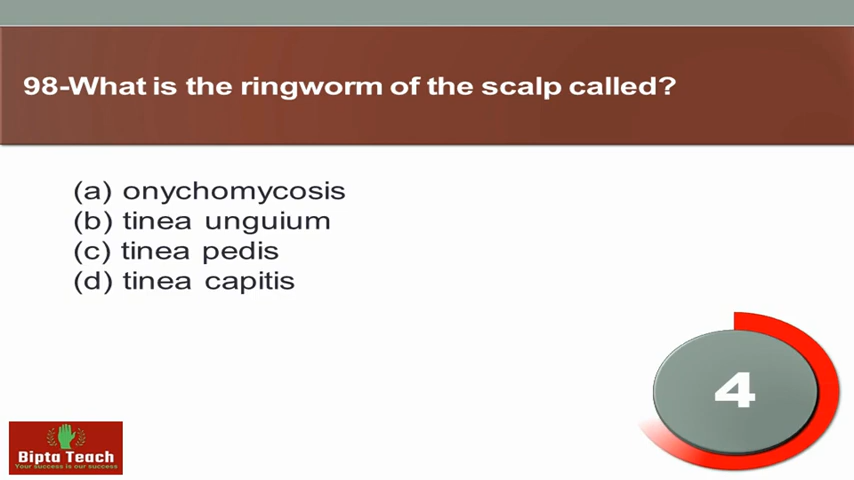 98-What is the ringworm of the scalp called?
(a) onychomycosis
(b) tinea unguium
(c) tinea pedis
(d) tinea capitis
4
Bipta Teach
Your success is our success